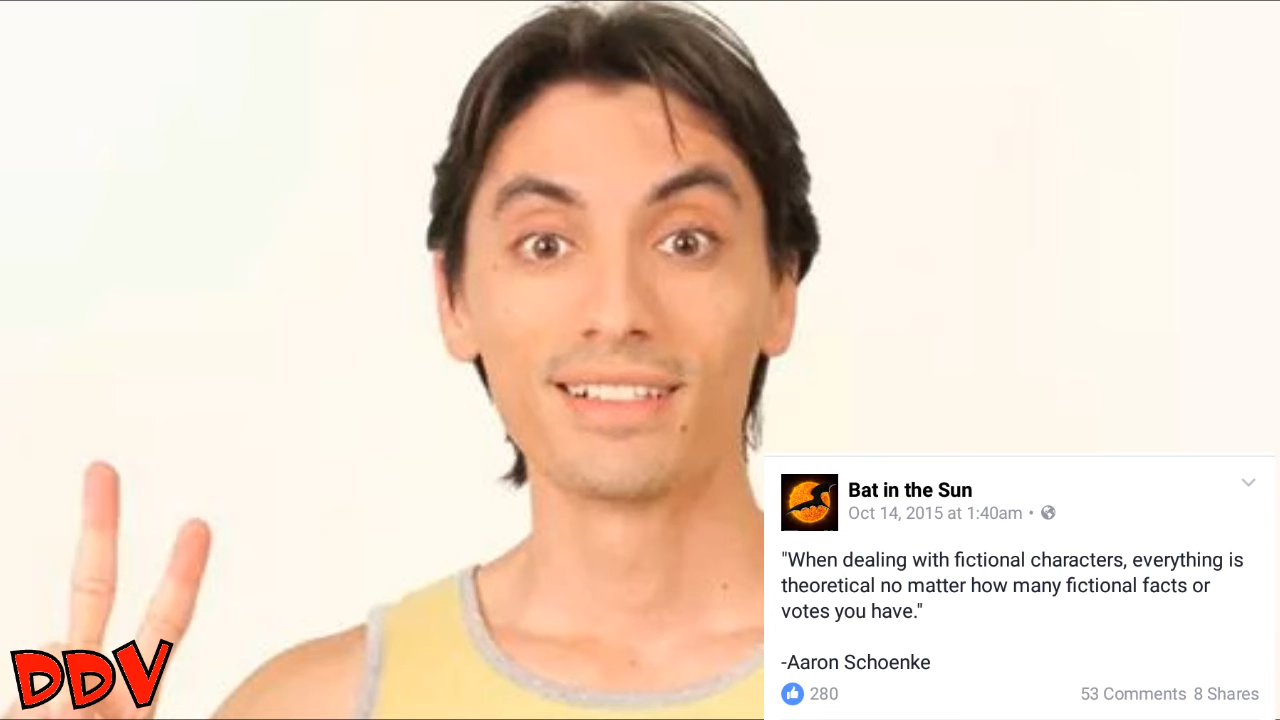 Bat in the Sun
Oct 14, 2015 at 1:40am •
"When dealing with fictional characters, everything is
theoretical no matter how many fictional facts or
votes you have."
-Aaron Schoenke
280
53 Comments 8 Shares
DDV